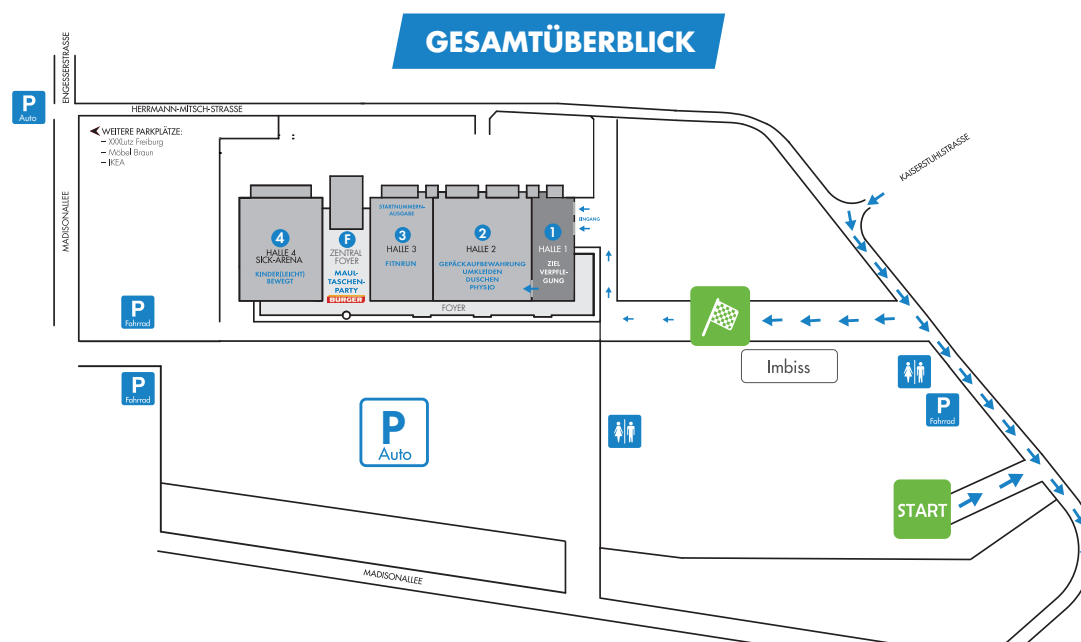 GESAMTÜBERBLICK
ENGESSERSTRASSE
P
Auto
HERRMANN-MITSCH-STRASSE
WEITERE PARKPLÄTZE:
– XXXLutz Freiburg
– Möbel Braun
– IKEA
MADISONALLEE
KAISERSTUHLSTRASSE
4
HALLE 4
SICK-ARENA
KINDER(LEICHT)
BEWEGT
F
ZENTRAL
FOYER
MAUL-
TASCHEN-
PARTY
BURGER
STARTNUMMERN-
AUSGABE
3
HALLE 3
FITNRUN
2
HALLE 2
GEPÄCKAUFBEWAHRUNG
UMKLEIDEN
DUSCHEN
PHYSIO
1
HALLE 1
ZIEL
VERPFLE-
GUNG
EINGANG
FOYER
P
Fahrrad
Imbiss
P
Fahrrad
P
Auto
P
Fahrrad
START
MADISONALLEE